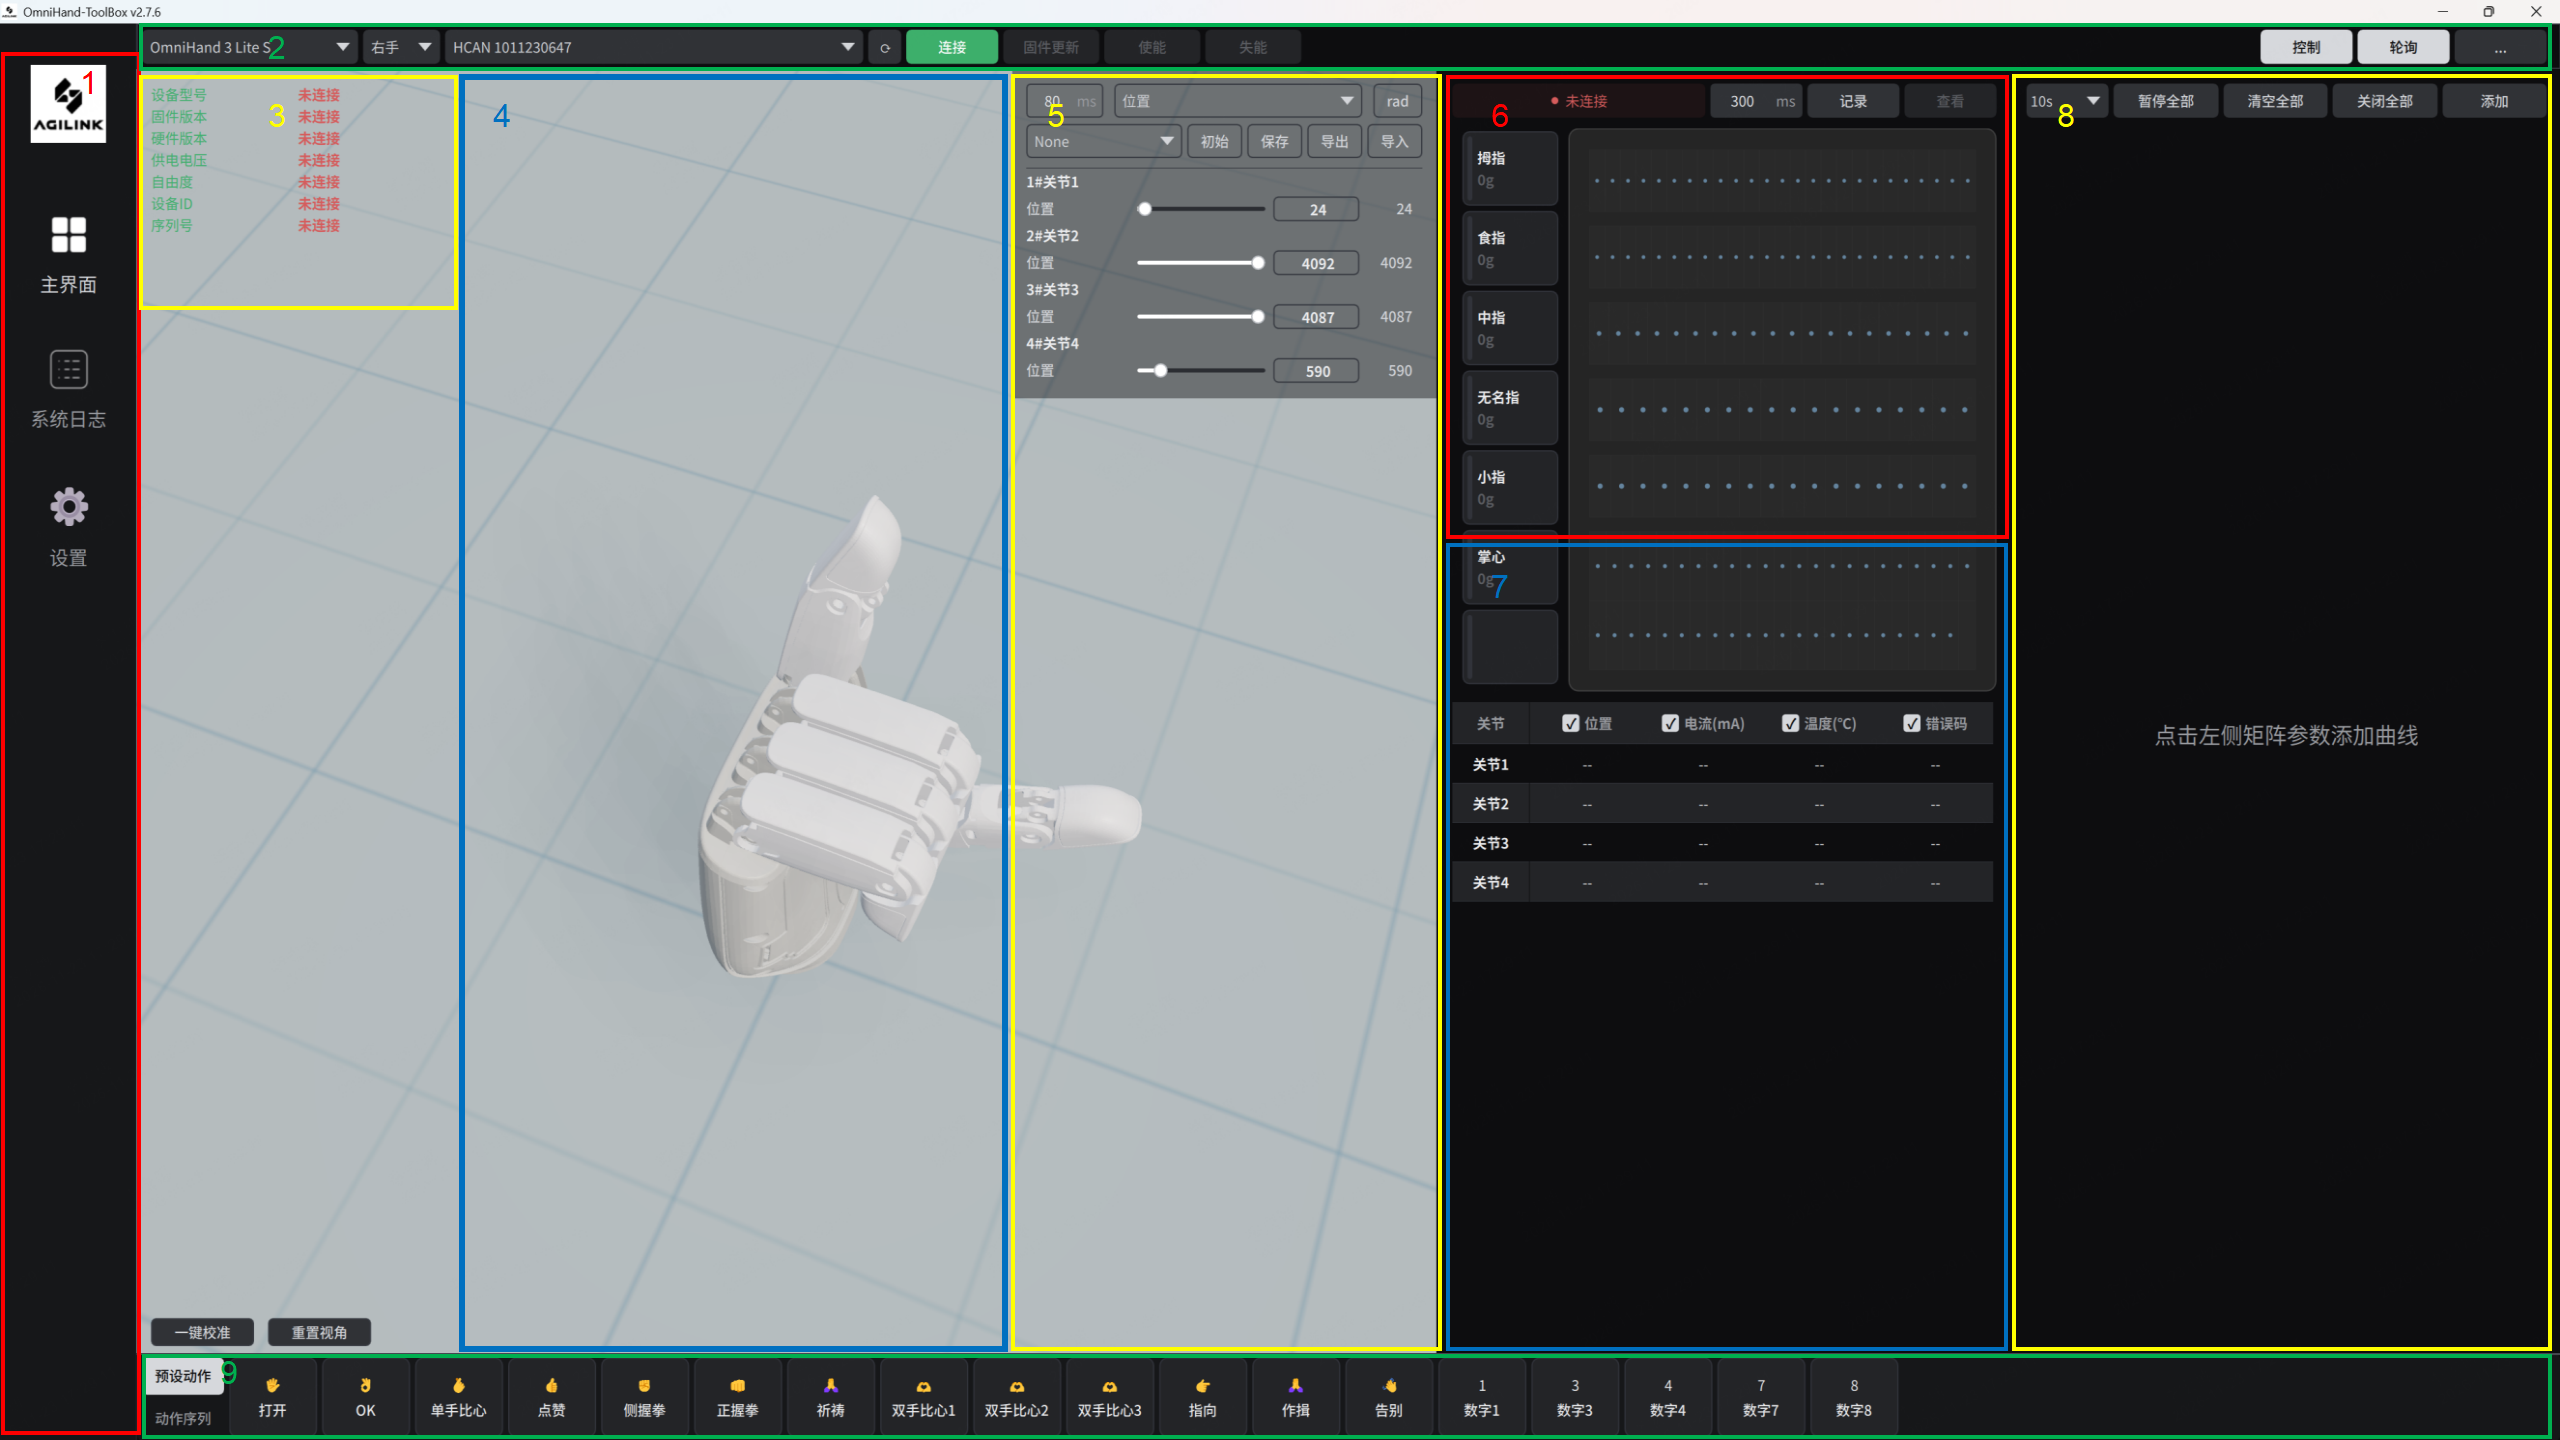 OmniHand-ToolBox v2.7.6
OmniHand 3 Lite S 2 右手 HCAN 1011230647 连接 固件更新 使能 失能 控制 轮询 ...
1
AGILINK
主界面
系统日志
设置
3
设备型号 未连接
固件版本 未连接
硬件版本 未连接
供电电压 未连接
自由度 未连接
设备ID 未连接
序列号 未连接
4
一键校准 重置视角
5
80 ms 位置 rad
None 初始 保存 导出 导入
1#关节1
位置 24 24
2#关节2
位置 4092 4092
3#关节3
位置 4087 4087
4#关节4
位置 590 590
6
未连接 300 ms 记录 查看
拇指
0g
食指
0g
中指
0g
无名指
0g
小指
0g
掌心
0g
7
关节 位置 电流(mA) 温度(°C) 错误码
关节1 -- -- -- --
关节2 -- -- -- --
关节3 -- -- -- --
关节4 -- -- -- --
8
10s 暂停全部 清空全部 关闭全部 添加
点击左侧矩阵参数添加曲线
9
预设动作
动作序列
打开 OK 单手比心 点赞 侧握拳 正握拳 祈祷 双手比心1 双手比心2 双手比心3 指向 作揖 告别
1 3 4 7 8
数字1 数字3 数字4 数字7 数字8